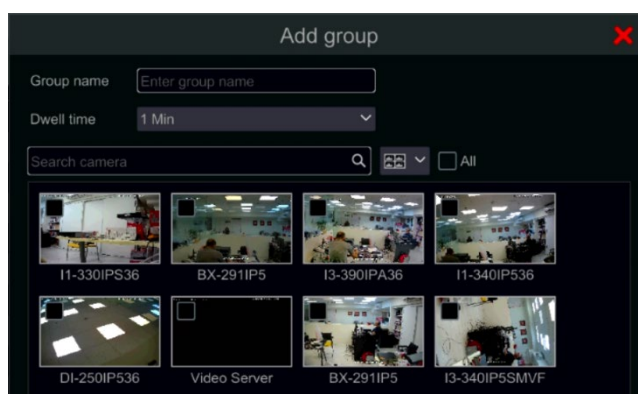 Add group
Group name Enter group name
Dwell time 1 Min
Search camera All
I1-330IPS36 BX-291IP5 I3-390IPA36 I1-340IP536
DI-250IP536 Video Server BX-291IP5 I3-340IP5SMVF